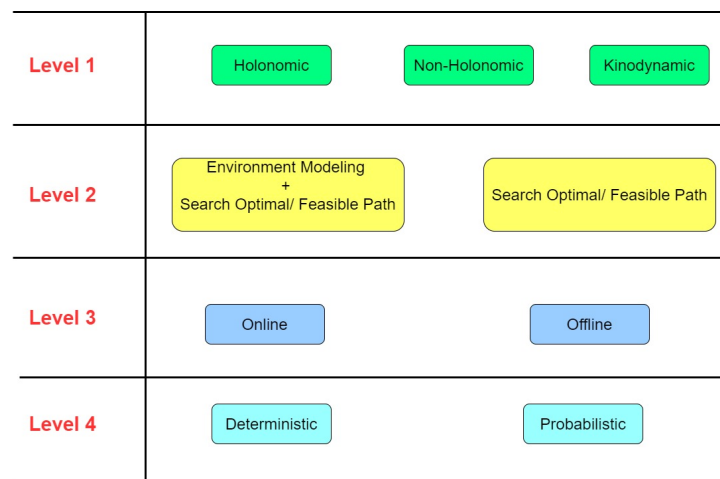 Level 1
Holonomic
Non-Holonomic
Kinodynamic
Level 2
Environment Modeling
+
Search Optimal/ Feasible Path
Search Optimal/ Feasible Path
Level 3
Online
Offline
Level 4
Deterministic
Probabilistic